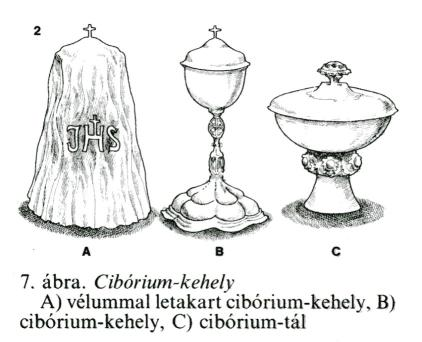 2
JHS
A B C
7. ábra. Cibórium-kehely
A) vélummal letakart cibórium-kehely, B)
cibórium-kehely, C) cibórium-tál